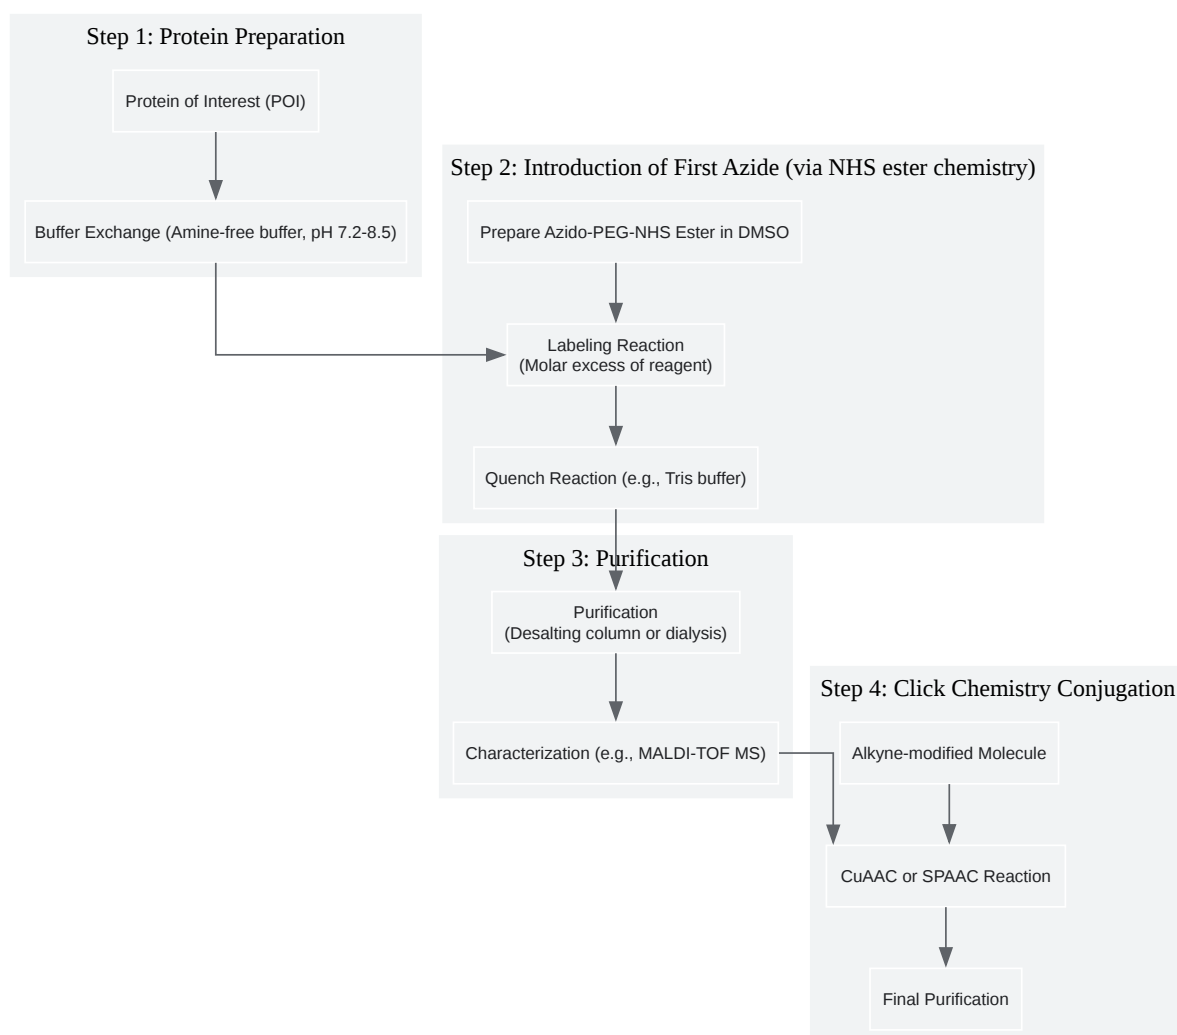 Step 1: Protein Preparation
Protein of Interest (POI)
Buffer Exchange (Amine-free buffer, pH 7.2-8.5)
Step 2: Introduction of First Azide (via NHS ester chemistry)
Prepare Azido-PEG-NHS Ester in DMSO
Labeling Reaction
(Molar excess of reagent)
Quench Reaction (e.g., Tris buffer)
Step 3: Purification
Purification
(Desalting column or dialysis)
Characterization (e.g., MALDI-TOF MS)
Step 4: Click Chemistry Conjugation
Alkyne-modified Molecule
CuAAC or SPAAC Reaction
Final Purification